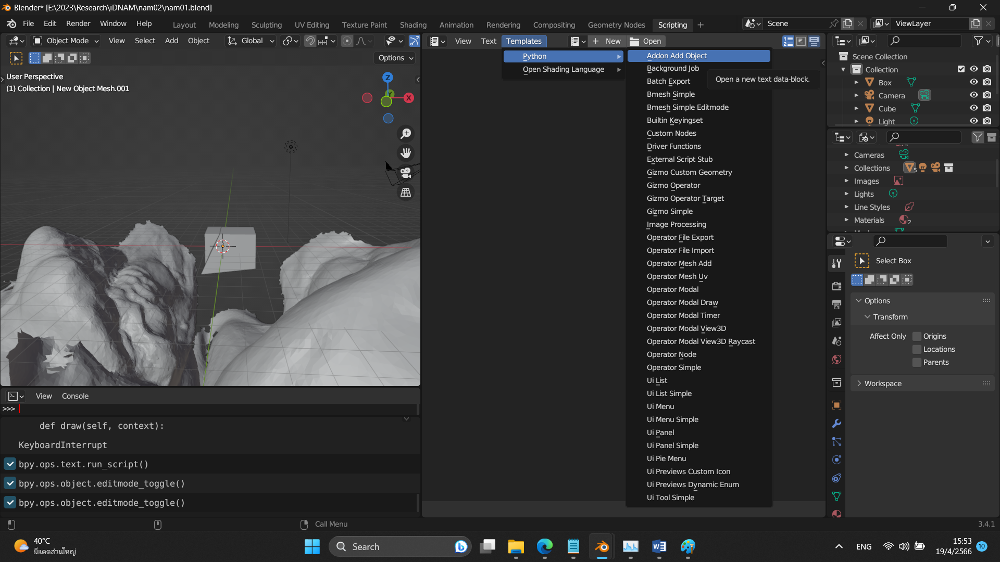 Blender* [E:\2023\Research\iDNAM\nam02\nam01.blend]
File Edit Render Window Help Layout Modeling Sculpting UV Editing Texture Paint Shading Animation Rendering Compositing Geometry Nodes Scripting Scene ViewLayer
Object Mode View Select Add Object Global
Options
User Perspective
(1) Collection | New Object Mesh.001
Z
Y
X
View Text Templates New Open
Python
Open Shading Language
Addon Add Object
Background Job
Batch Export
Bmesh Simple
Bmesh Simple Editmode
Builtin Keyingset
Custom Nodes
Driver Functions
External Script Stub
Gizmo Custom Geometry
Gizmo Operator
Gizmo Operator Target
Gizmo Simple
Image Processing
Operator File Export
Operator File Import
Operator Mesh Add
Operator Mesh Uv
Operator Modal
Operator Modal Draw
Operator Modal Timer
Operator Modal View3D
Operator Modal View3D Raycast
Operator Node
Operator Simple
Ui List
Ui List Simple
Ui Menu
Ui Menu Simple
Ui Panel
Ui Panel Simple
Ui Pie Menu
Ui Previews Custom Icon
Ui Previews Dynamic Enum
Ui Tool Simple
Open a new text data-block.
Scene Collection
Collection
Box
Camera
Cube
Light
Cameras
Collections 5
Images
Lights
Line Styles
Materials 2
Select Box
Options
Transform
Affect Only Origins
Locations
Parents
Workspace
View Console
>>>
def draw(self, context):
KeyboardInterrupt
bpy.ops.text.run_script()
bpy.ops.object.editmode_toggle()
bpy.ops.object.editmode_toggle()
Call Menu
3.4.1
40°C
มีแดดส่วนใหญ่
Search
ENG
15:53
19/4/2566
10